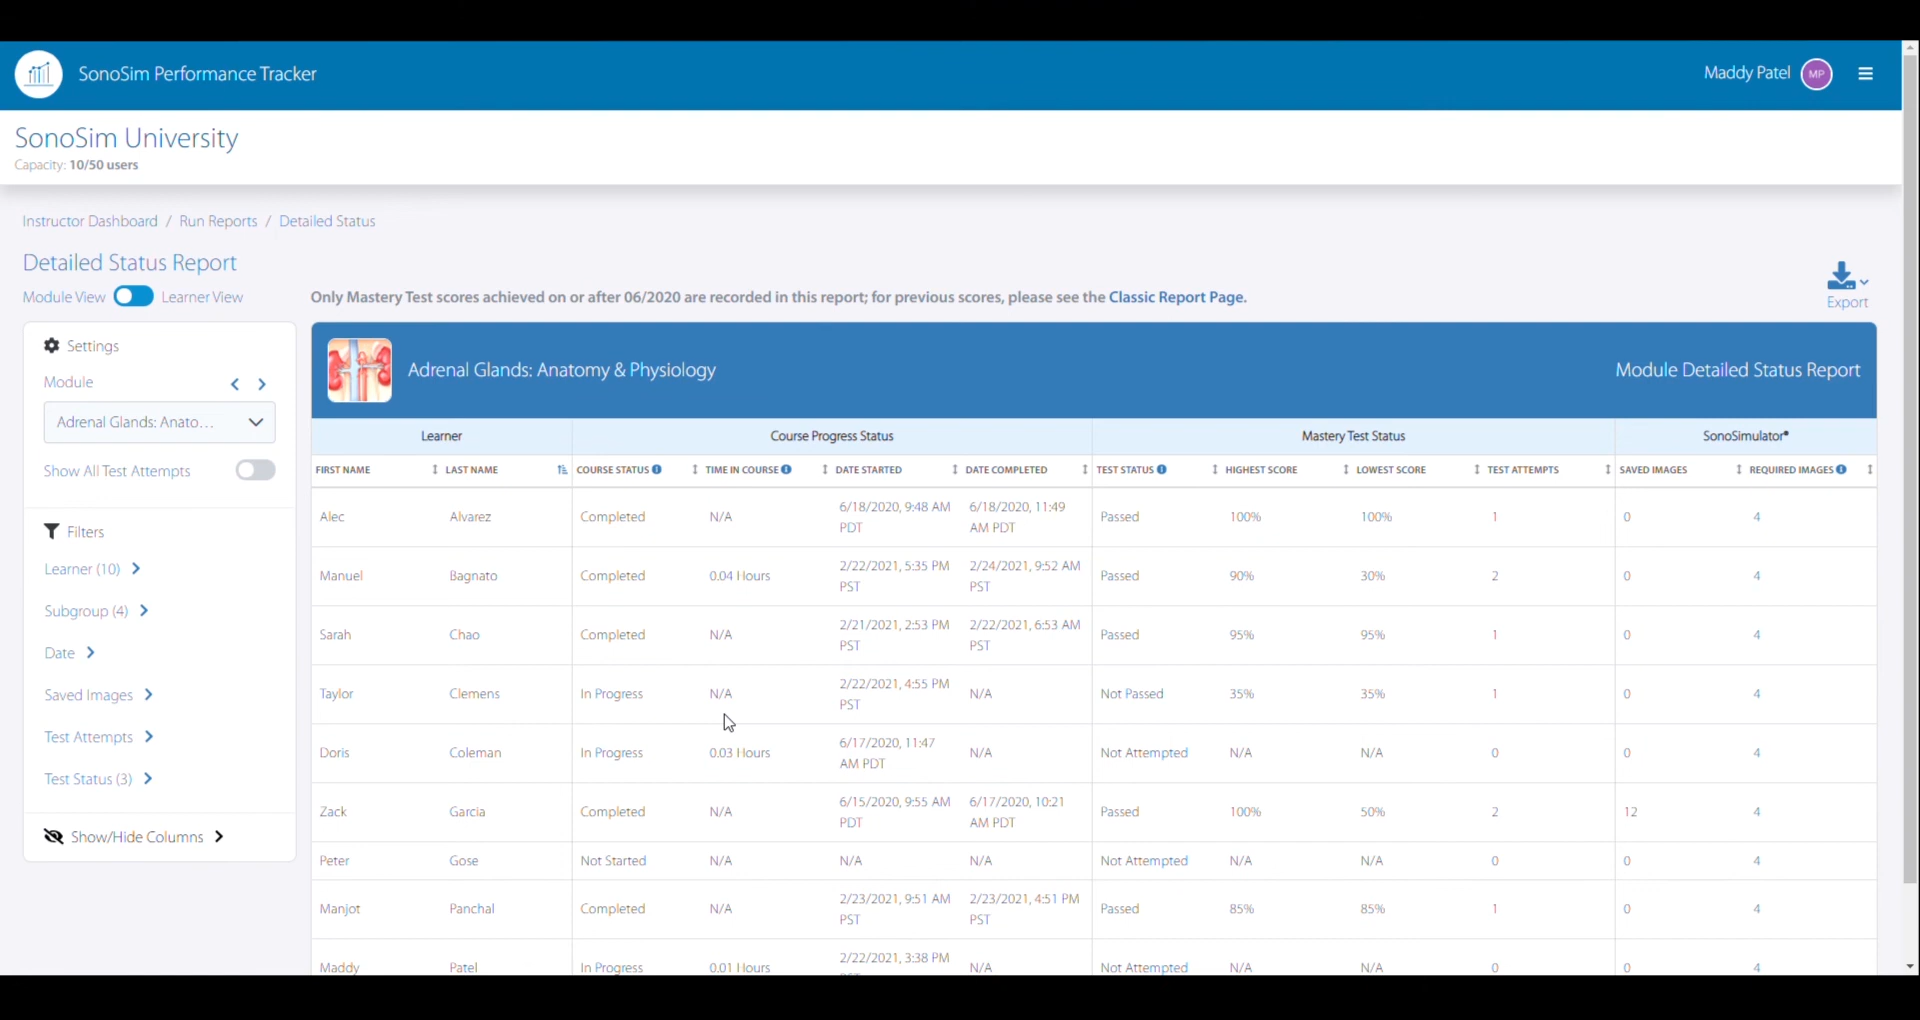 SonoSim Performance Tracker
Maddy Patel MP
SonoSim University
Capacity: 10/50 users
Instructor Dashboard / Run Reports / Detailed Status
Detailed Status Report
Module View Learner View
Only Mastery Test scores achieved on or after 06/2020 are recorded in this report; for previous scores, please see the Classic Report Page.
Export
Settings
Module
Adrenal Glands: Anato...
Show All Test Attempts
Filters
Learner (10)
Subgroup (4)
Date
Saved Images
Test Attempts
Test Status (3)
Show/Hide Columns
Adrenal Glands: Anatomy & Physiology Module Detailed Status Report
Learner Course Progress Status Mastery Test Status SonoSimulator®
FIRST NAME LAST NAME COURSE STATUS TIME IN COURSE DATE STARTED DATE COMPLETED TEST STATUS HIGHEST SCORE LOWEST SCORE TEST ATTEMPTS SAVED IMAGES REQUIRED IMAGES
Alec Alvarez Completed N/A 6/18/2020, 9:48 AM PDT 6/18/2020, 11:49 AM PDT Passed 100% 100% 1 0 4
Manuel Bagnato Completed 0.04 Hours 2/22/2021, 5:35 PM PST 2/24/2021, 9:52 AM PST Passed 90% 30% 2 0 4
Sarah Chao Completed N/A 2/21/2021, 2:53 PM PST 2/22/2021, 6:53 AM PST Passed 95% 95% 1 0 4
Taylor Clemens In Progress N/A 2/22/2021, 4:55 PM PST N/A Not Passed 35% 35% 1 0 4
Doris Coleman In Progress 0.03 Hours 6/17/2020, 11:47 AM PDT N/A Not Attempted N/A N/A 0 0 4
Zack Garcia Completed N/A 6/15/2020, 9:55 AM PDT 6/17/2020, 10:21 AM PDT Passed 100% 50% 2 12 4
Peter Gose Not Started N/A N/A N/A Not Attempted N/A N/A 0 0 4
Manjot Panchal Completed N/A 2/23/2021, 9:51 AM PST 2/23/2021, 4:51 PM PST Passed 85% 85% 1 0 4
Maddy Patel In Progress 0.01 Hours 2/22/2021, 3:38 PM PST N/A Not Attempted N/A N/A 0 0 4